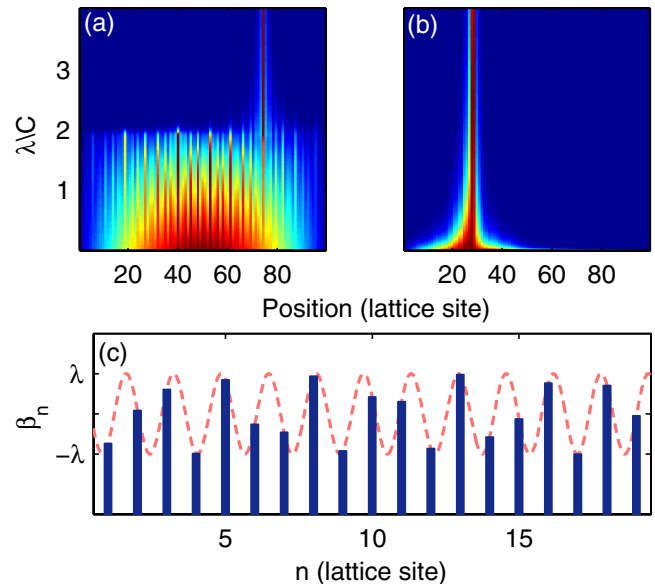 (a) (b)
λ\C
3
2
1
20 40 60 80 20 40 60 80
Position (lattice site)
(c)
βn
λ
−λ
5 10 15
n (lattice site)